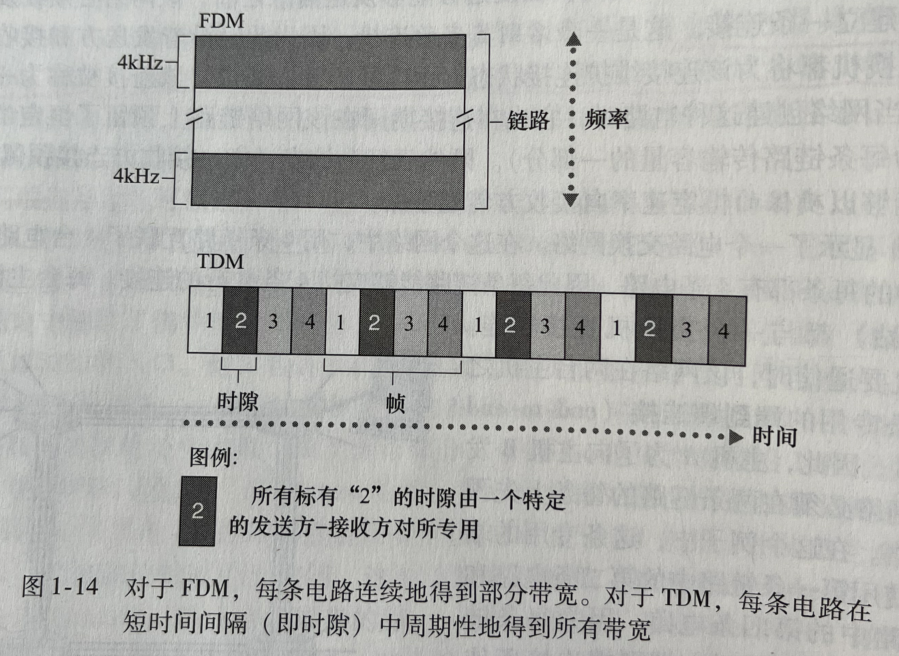 FDM
4kHz
链路
频率
4kHz
TDM
1 2 3 4 1 2 3 4 1 2 3 4 1 2 3 4
时隙
帧
时间
图例:
2
所有标有“2”的时隙由一个特定
的发送方-接收方对所专用
图 1-14 对于 FDM，每条电路连续地得到部分带宽。对于 TDM，每条电路在
短时间间隔（即时隙）中周期性地得到所有带宽